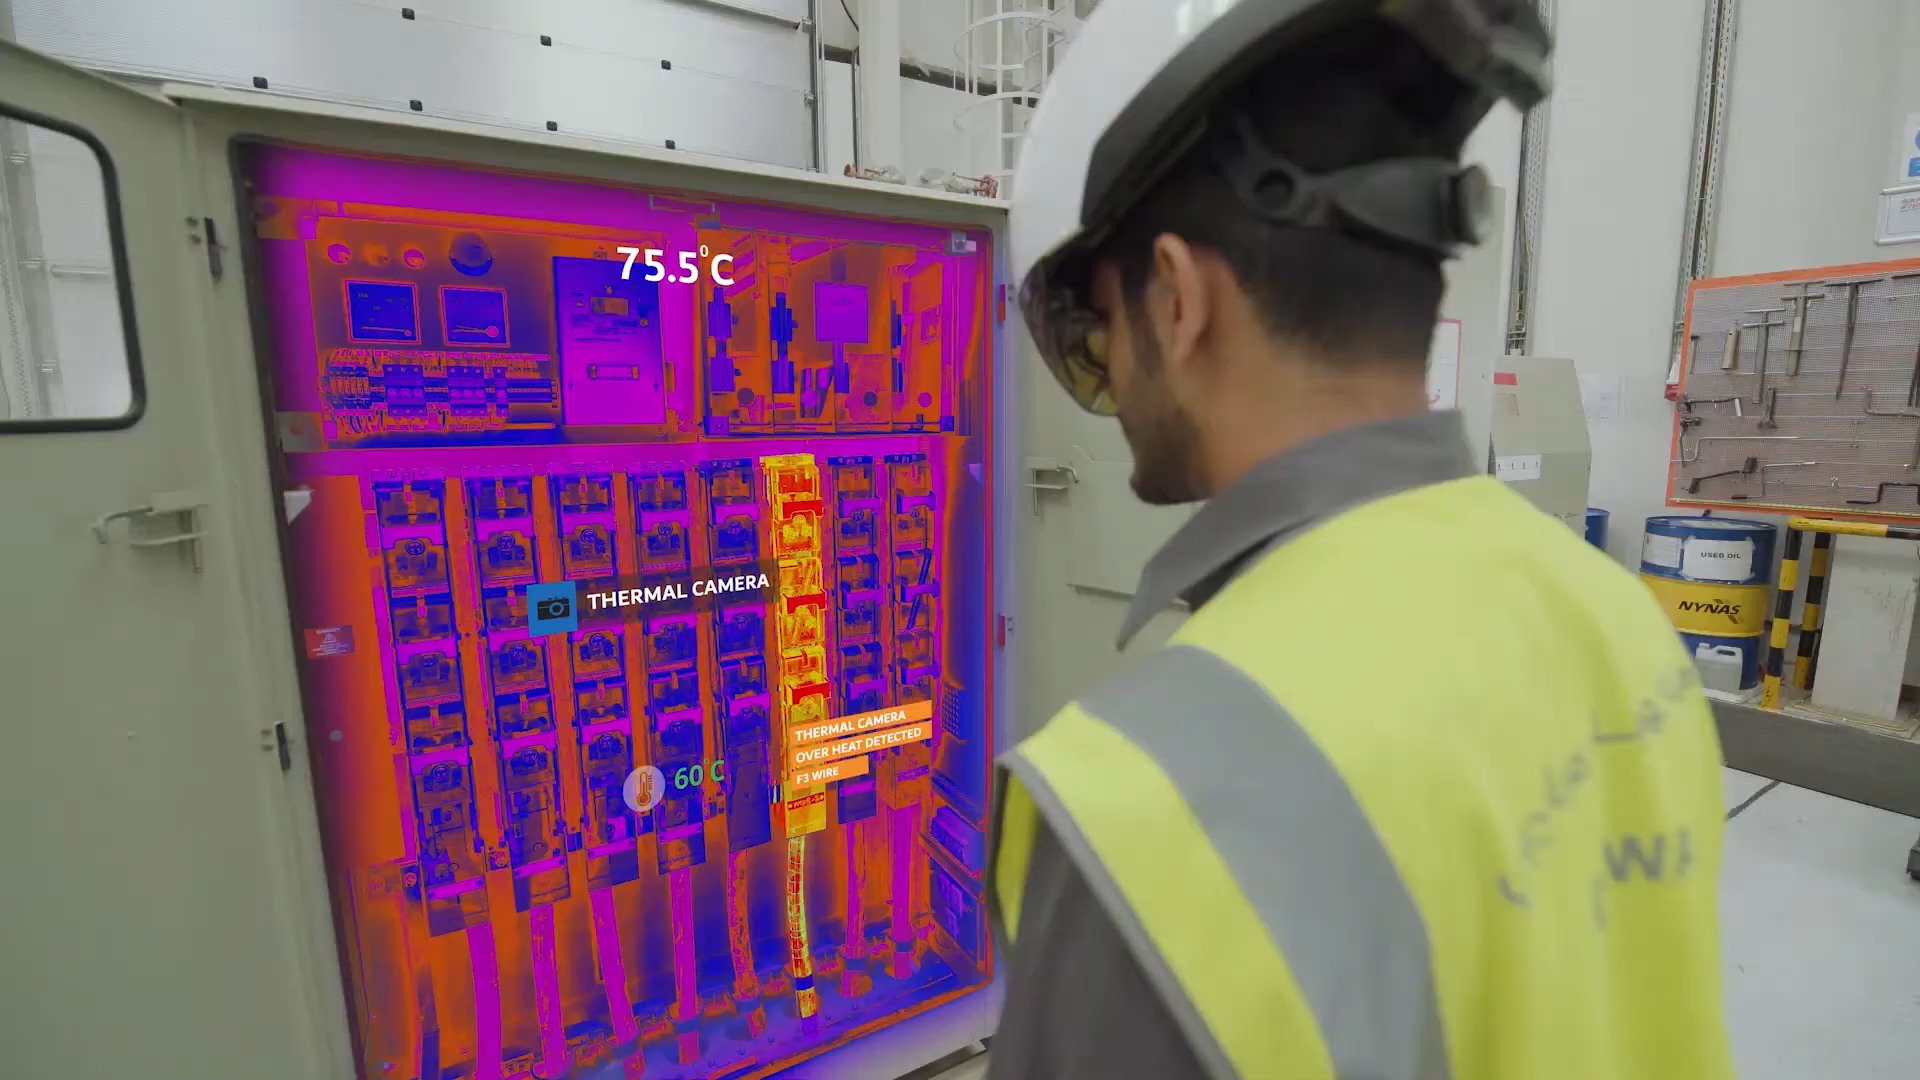 75.5°C
THERMAL CAMERA
THERMAL CAMERA
OVER HEAT DETECTED
F3 WIRE
60°C
USED OIL
NYNAS